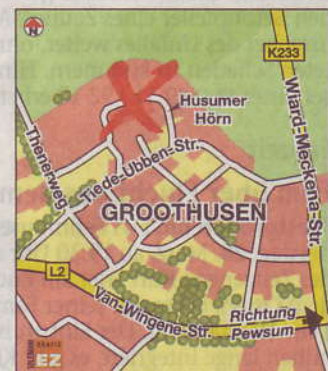 K233
Husumer
Hörn
Wiard-Meckena-Str.
Thenerweg
Tiede-Ubben-Str.
GROOTHUSEN
L2
Van-Wingene-Str.
Richtung
Pewsum
EZ